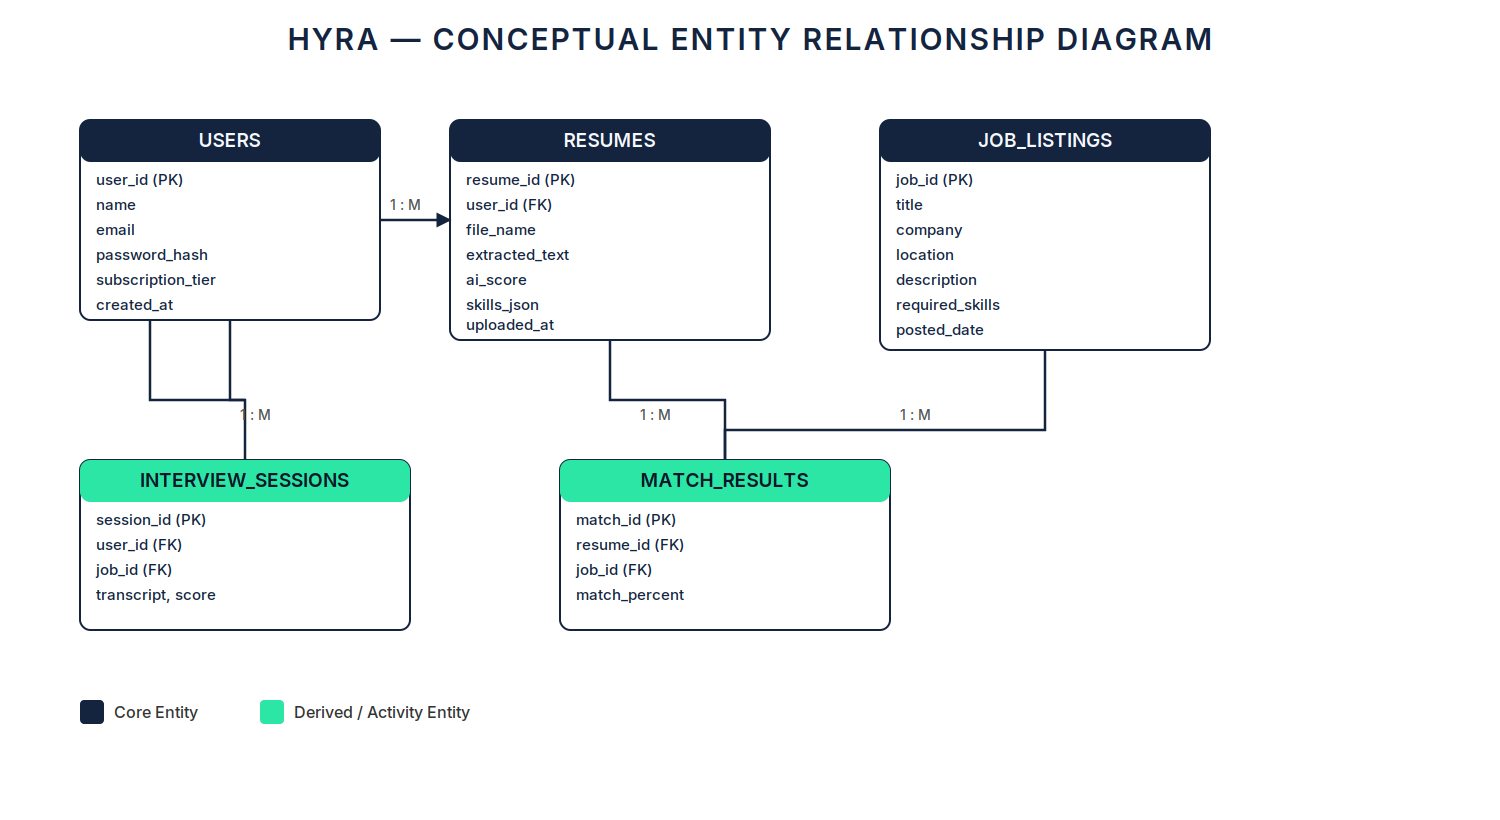 HYRA — CONCEPTUAL ENTITY RELATIONSHIP DIAGRAM
USERS
user_id (PK)
name
email
password_hash
subscription_tier
created_at
1 : M
RESUMES
resume_id (PK)
user_id (FK)
file_name
extracted_text
ai_score
skills_json
uploaded_at
JOB_LISTINGS
job_id (PK)
title
company
location
description
required_skills
posted_date
1 : M
1 : M
1 : M
INTERVIEW_SESSIONS
session_id (PK)
user_id (FK)
job_id (FK)
transcript, score
MATCH_RESULTS
match_id (PK)
resume_id (FK)
job_id (FK)
match_percent
Core Entity
Derived / Activity Entity